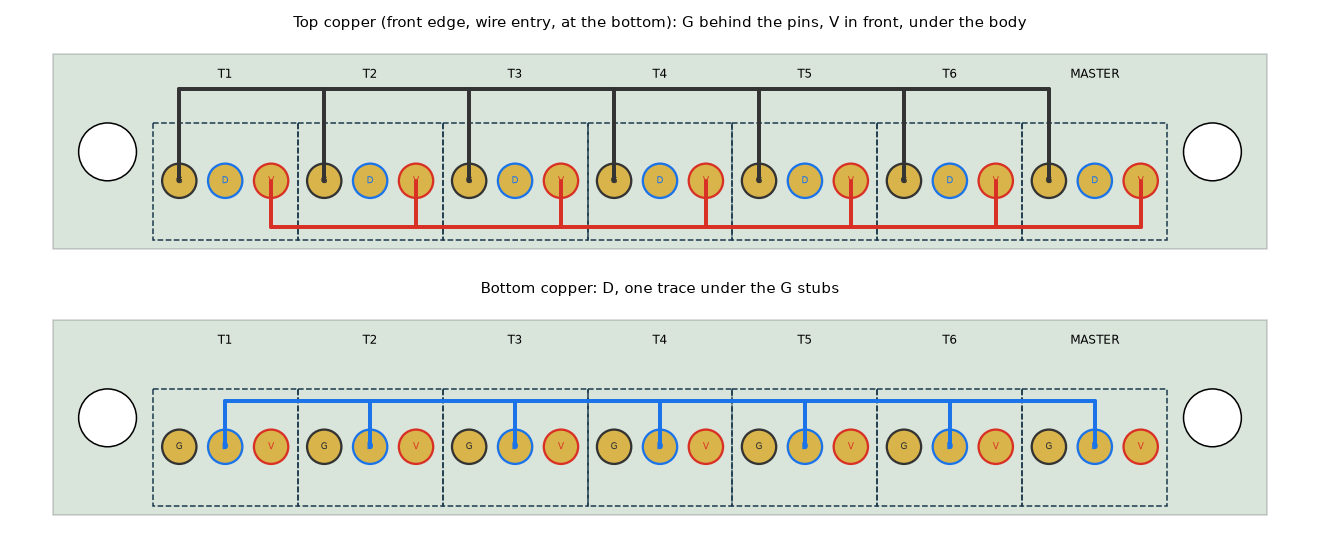 Top copper (front edge, wire entry, at the bottom): G behind the pins, V in front, under the body
T1 T2 T3 T4 T5 T6 MASTER
G D V G D V G D V G D V G D V G D V G D V
Bottom copper: D, one trace under the G stubs
T1 T2 T3 T4 T5 T6 MASTER
G D V G D V G D V G D V G D V G D V G D V